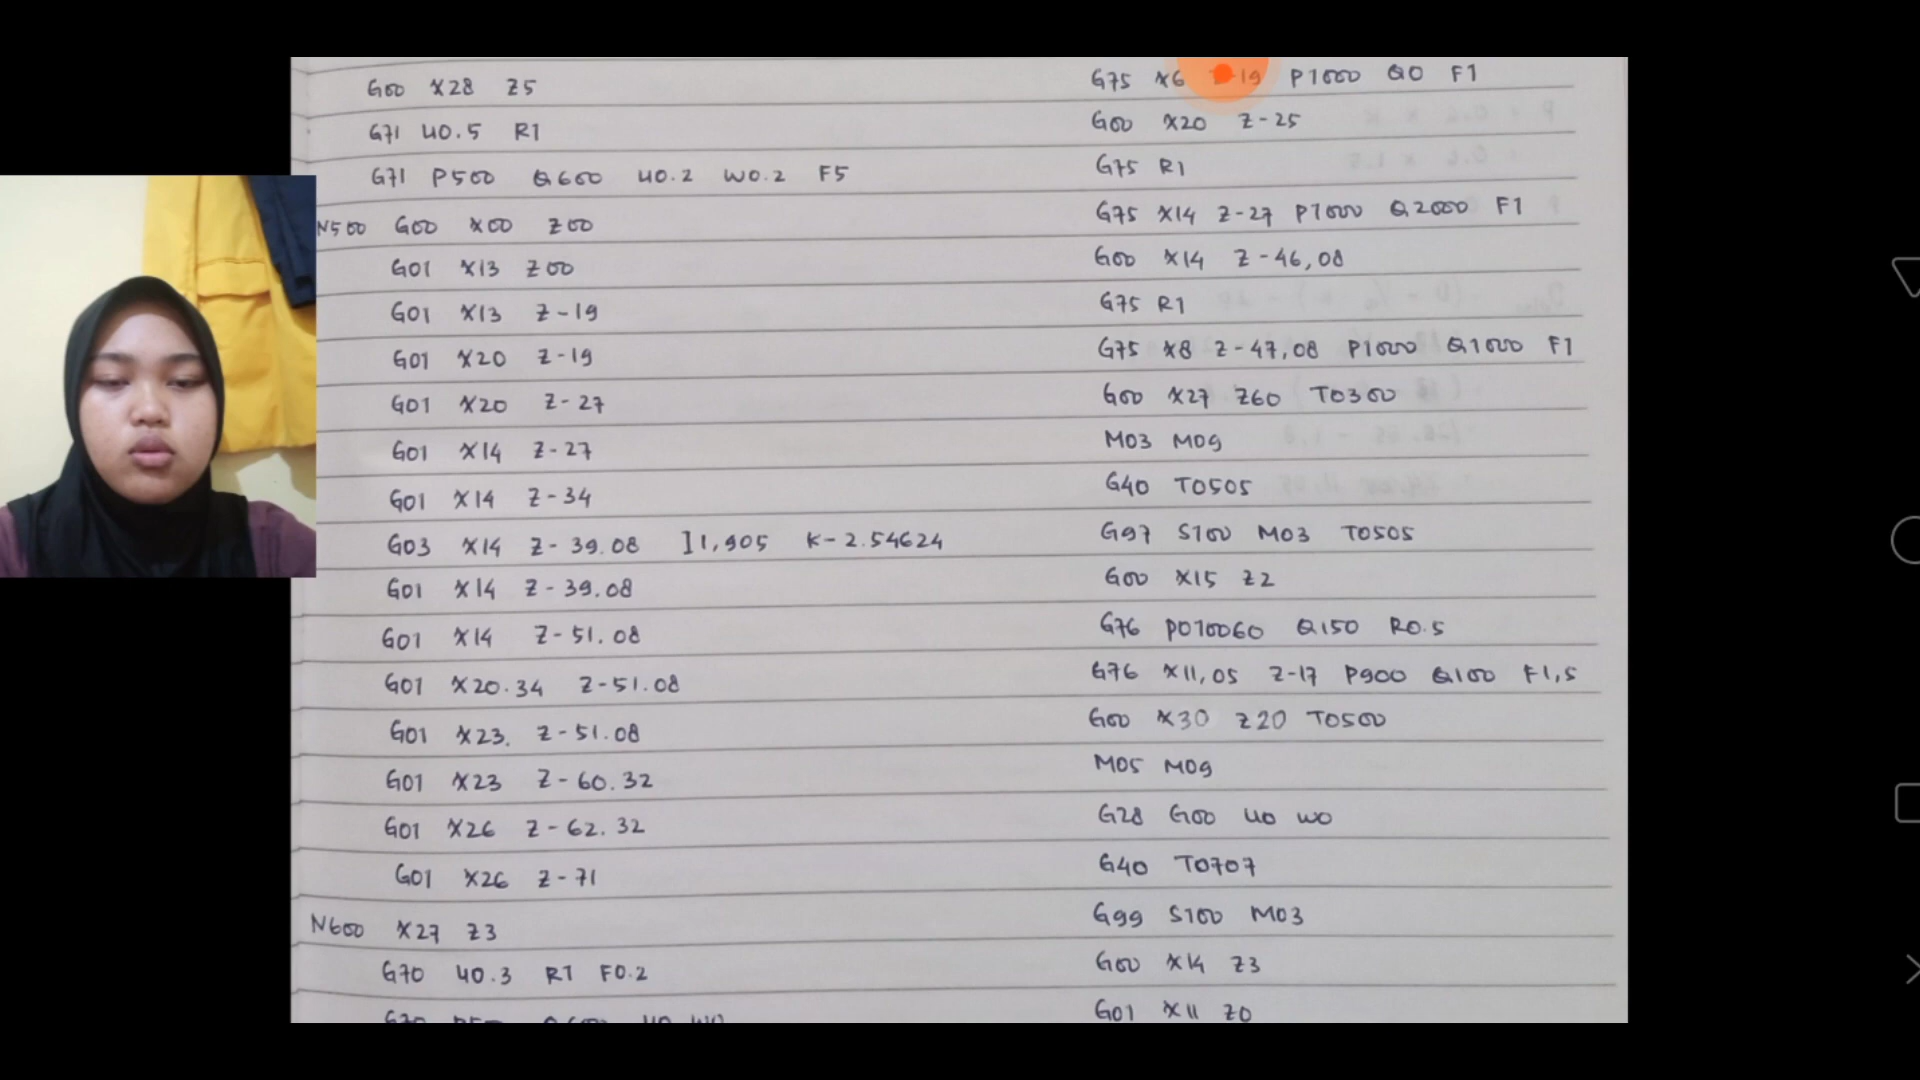 G00 X28 Z5
G71 U0.5 R1
G71 P500 Q600 U0.2 W0.2 F5
N500 G00 X00 Z00
G01 X13 Z00
G01 X13 Z-19
G01 X20 Z-19
G01 X20 Z-27
G01 X14 Z-27
G01 X14 Z-34
G03 X14 Z-39.08 I1,905 K-2.54624
G01 X14 Z-39.08
G01 X14 Z-51.08
G01 X20.34 Z-51.08
G01 X23. Z-51.08
G01 X23 Z-60.32
G01 X26 Z-62.32
G01 X26 Z-71
N600 X27 Z3
G70 U0.3 R1 F0.2
G75 X6 P1000 Q0 F1
G00 X20 Z-25
G75 R1
G75 X14 Z-27 P1000 Q2000 F1
G00 X14 Z-46,08
G75 R1
G75 X8 Z-47,08 P1000 Q1000 F1
G00 X27 Z60 T0300
M03 M09
G40 T0505
G97 S100 M03 T0505
G00 X15 Z2
G76 P010060 Q150 R0.5
G76 X11,05 Z-17 P900 Q100 F1,5
G00 X30 Z20 T0500
M05 M09
G28 G00 U0 W0
G40 T0707
G99 S100 M03
G00 X14 Z3
G01 X11 Z0